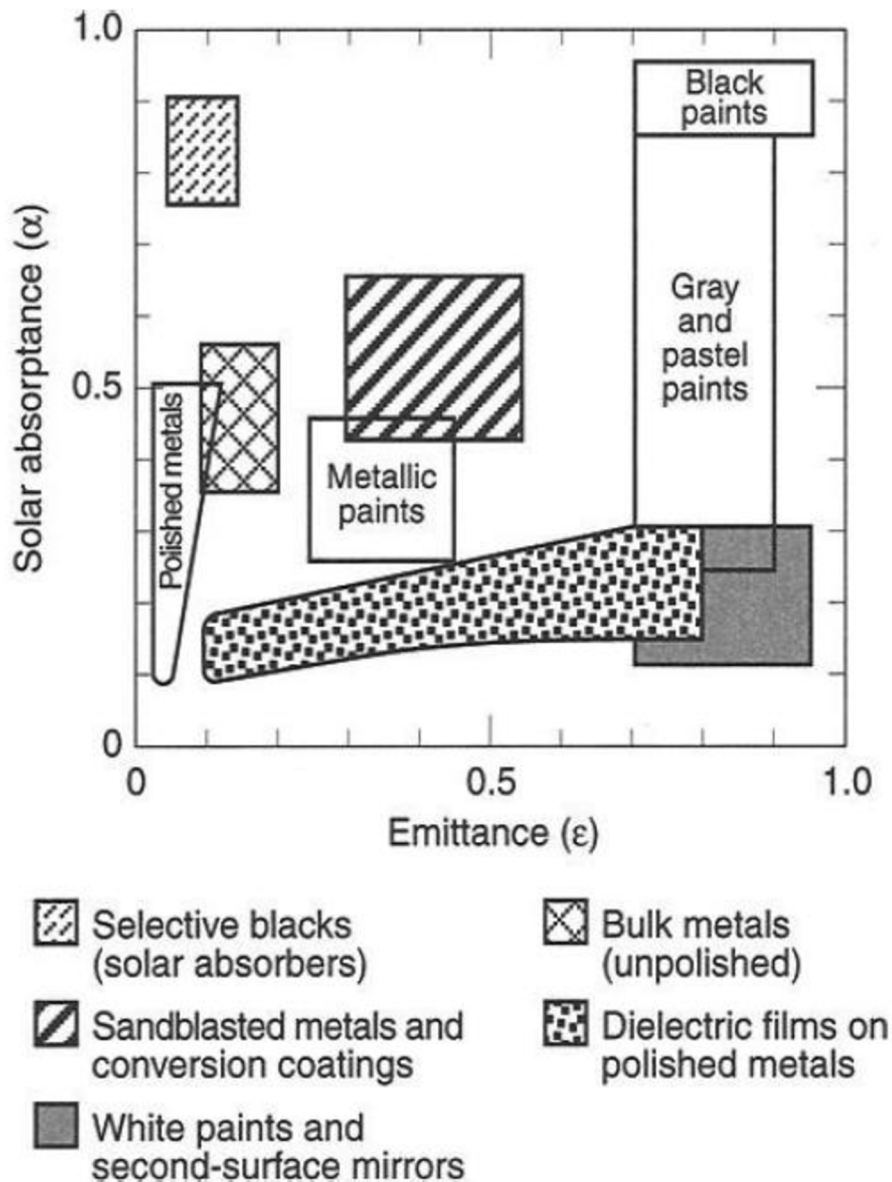 1.0
Black
paints
Solar absorptance (α)
Gray
and
pastel
paints
0.5
Polished metals
Metallic
paints
0
0
0.5
1.0
Emittance (ε)
Selective blacks
(solar absorbers)
Bulk metals
(unpolished)
Sandblasted metals and
conversion coatings
Dielectric films on
polished metals
White paints and
second-surface mirrors